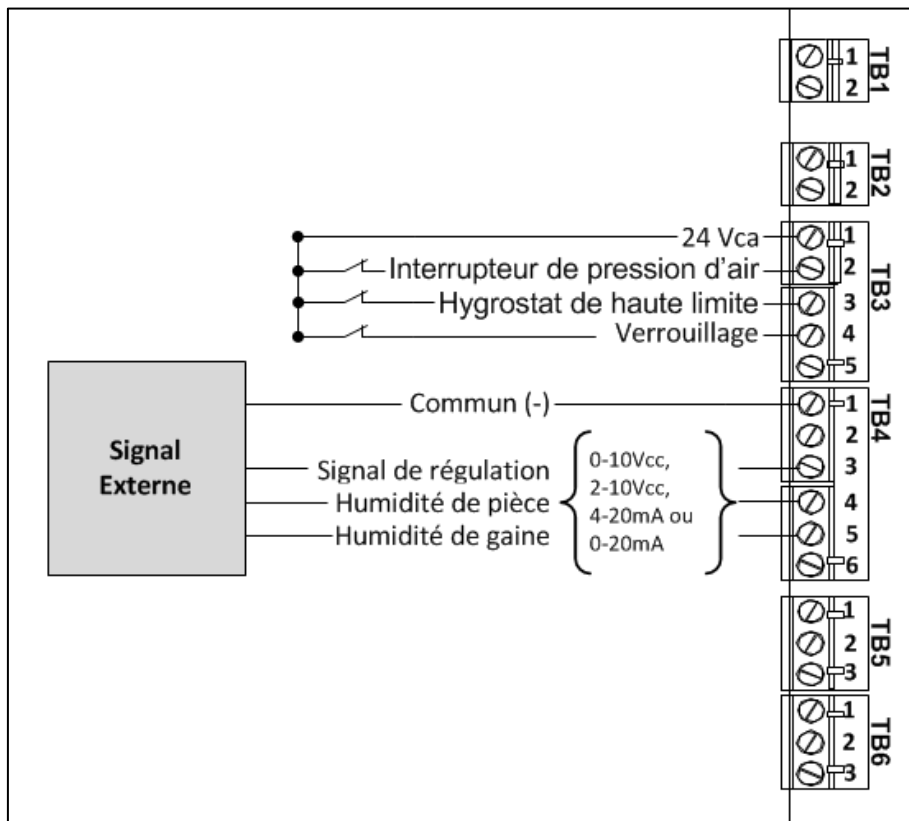 1
2
TB1
1
2
TB2
24 Vca
1
Interrupteur de pression d’air
2
Hygrostat de haute limite
3
Verrouillage
4
5
TB3
Signal
Externe
Commun (-)
1
2
Signal de régulation
3
Humidité de pièce
4
Humidité de gaine
5
6
0-10Vcc,
2-10Vcc,
4-20mA ou
0-20mA
TB4
1
2
3
TB5
1
2
3
TB6